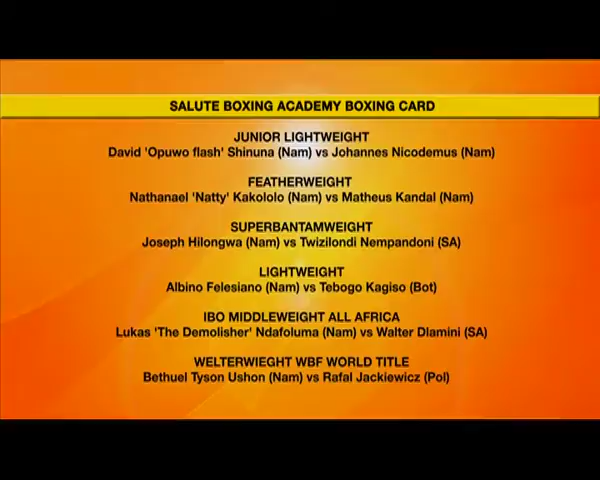 SALUTE BOXING ACADEMY BOXING CARD
JUNIOR LIGHTWEIGHT
David 'Opuwo flash' Shinuna (Nam) vs Johannes Nicodemus (Nam)
FEATHERWEIGHT
Nathanael 'Natty' Kakololo (Nam) vs Matheus Kandal (Nam)
SUPERBANTAMWEIGHT
Joseph Hilongwa (Nam) vs Twizilondi Nempandoni (SA)
LIGHTWEIGHT
Albino Felesiano (Nam) vs Tebogo Kagiso (Bot)
IBO MIDDLEWEIGHT ALL AFRICA
Lukas 'The Demolisher' Ndafoluma (Nam) vs Walter Dlamini (SA)
WELTERWIEGHT WBF WORLD TITLE
Bethuel Tyson Ushon (Nam) vs Rafal Jackiewicz (Pol)